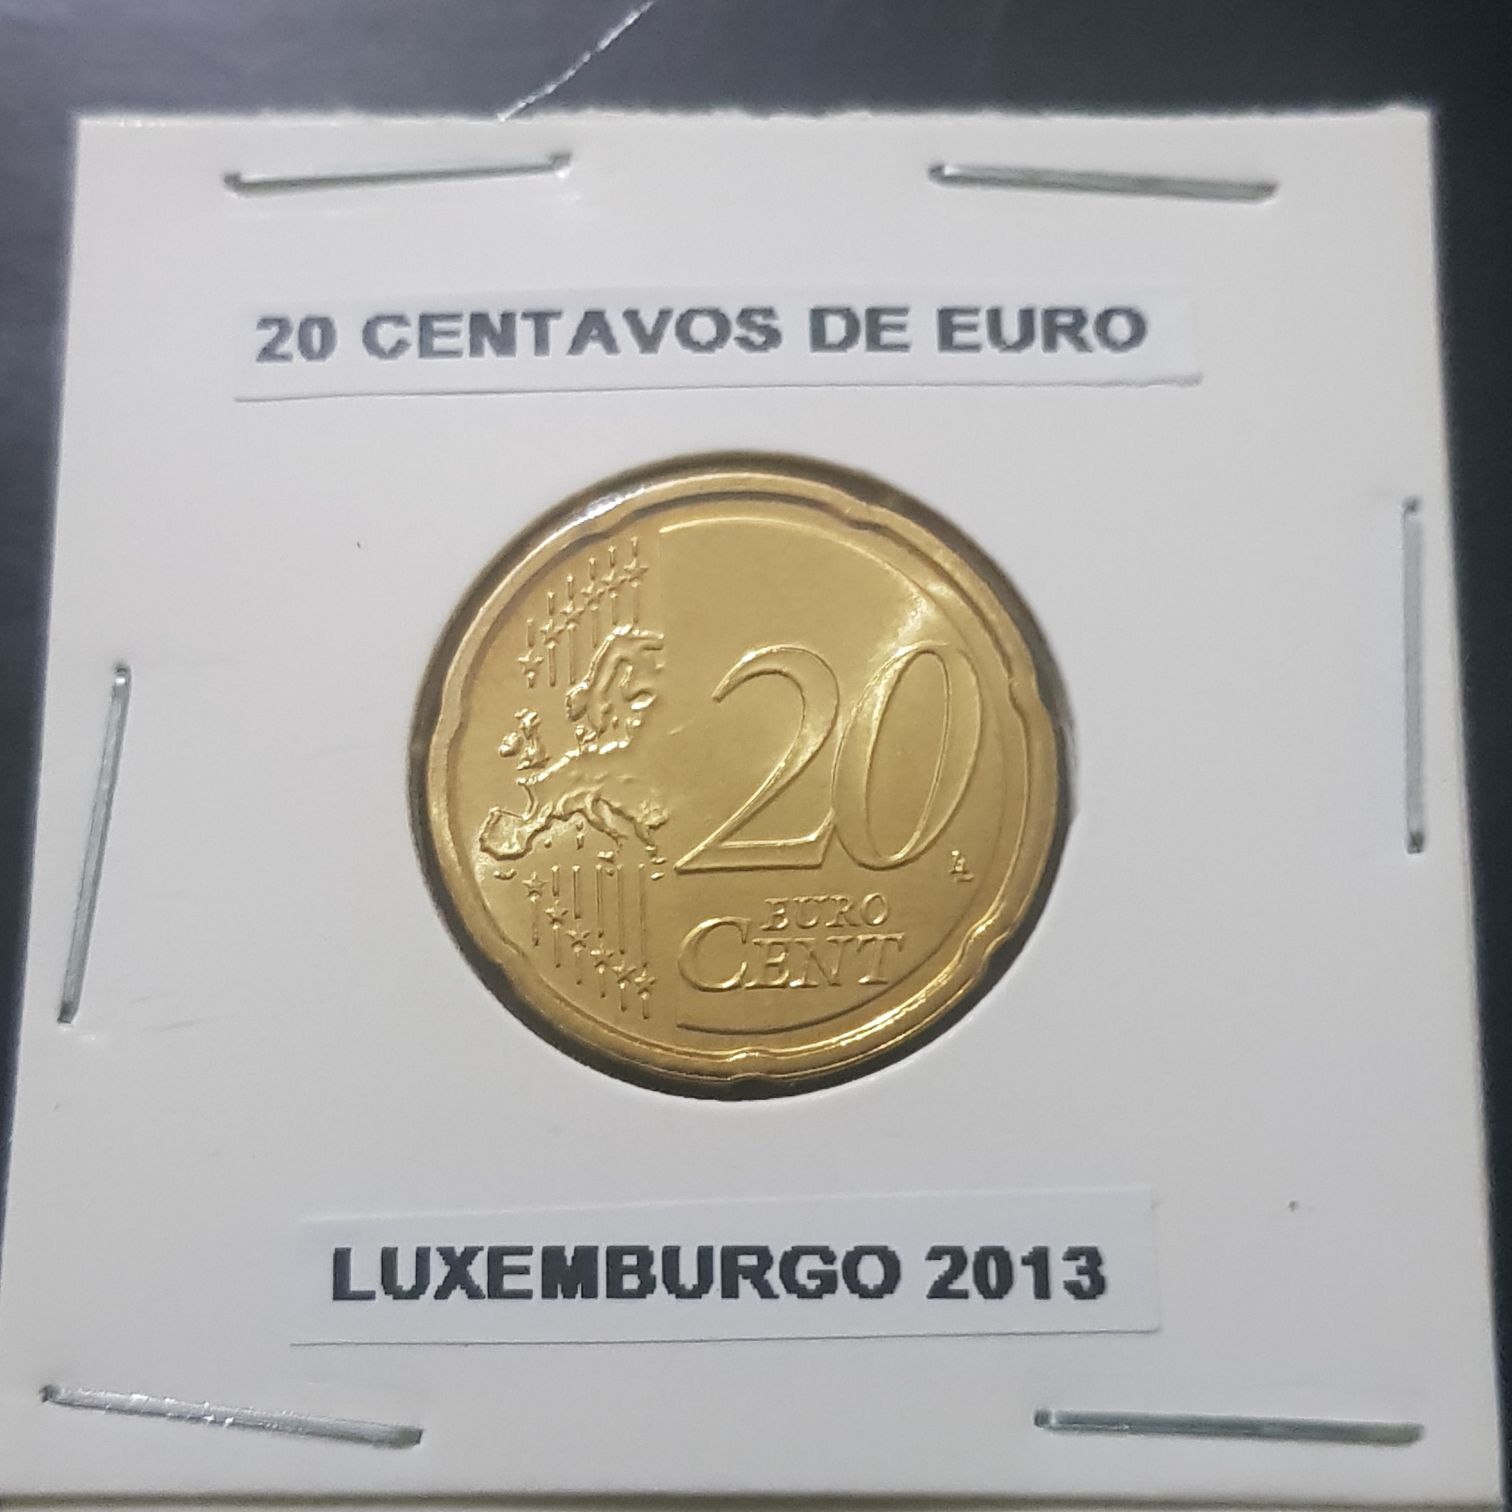 20 CENTAVOS DE EURO
20
EURO
CENT
LUXEMBURGO 2013